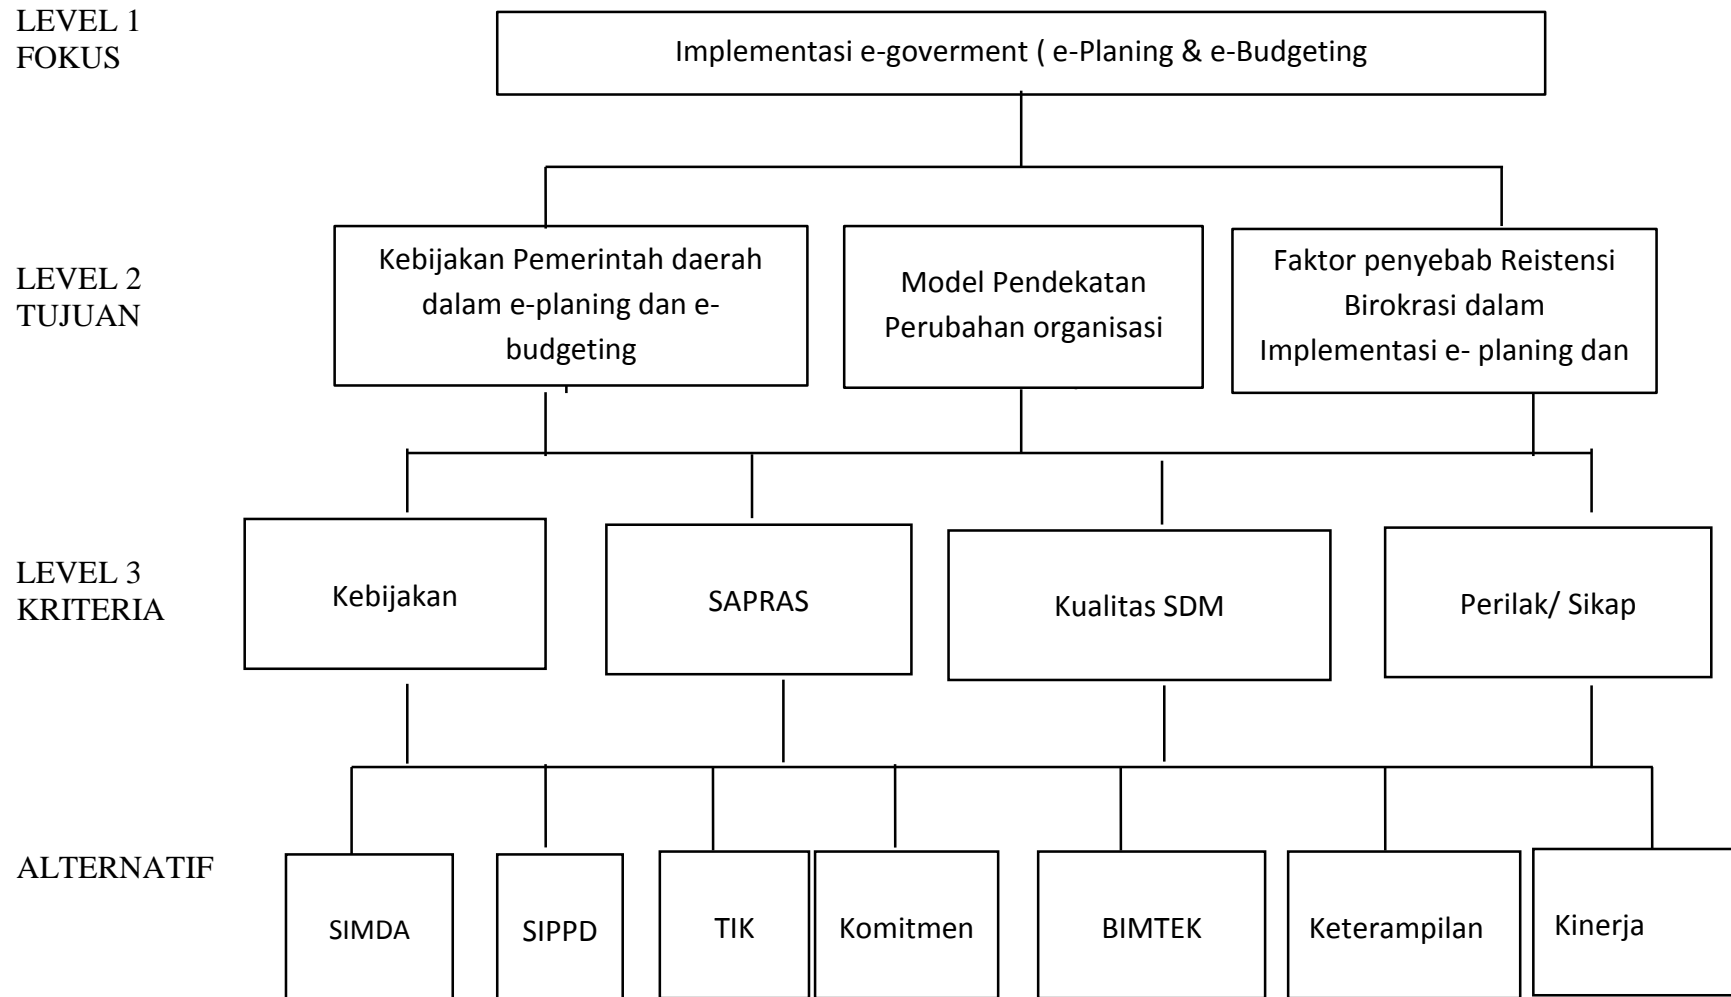 LEVEL 1
FOKUS
Implementasi e-goverment ( e-Planing & e-Budgeting
LEVEL 2
TUJUAN
Kebijakan Pemerintah daerah
dalam e-planing dan e-
budgeting
Model Pendekatan
Perubahan organisasi
Faktor penyebab Reistensi
Birokrasi dalam
Implementasi e- planing dan
LEVEL 3
KRITERIA
Kebijakan
SAPRAS
Kualitas SDM
Perilak/ Sikap
ALTERNATIF
SIMDA
SIPPD
TIK
Komitmen
BIMTEK
Keterampilan
Kinerja